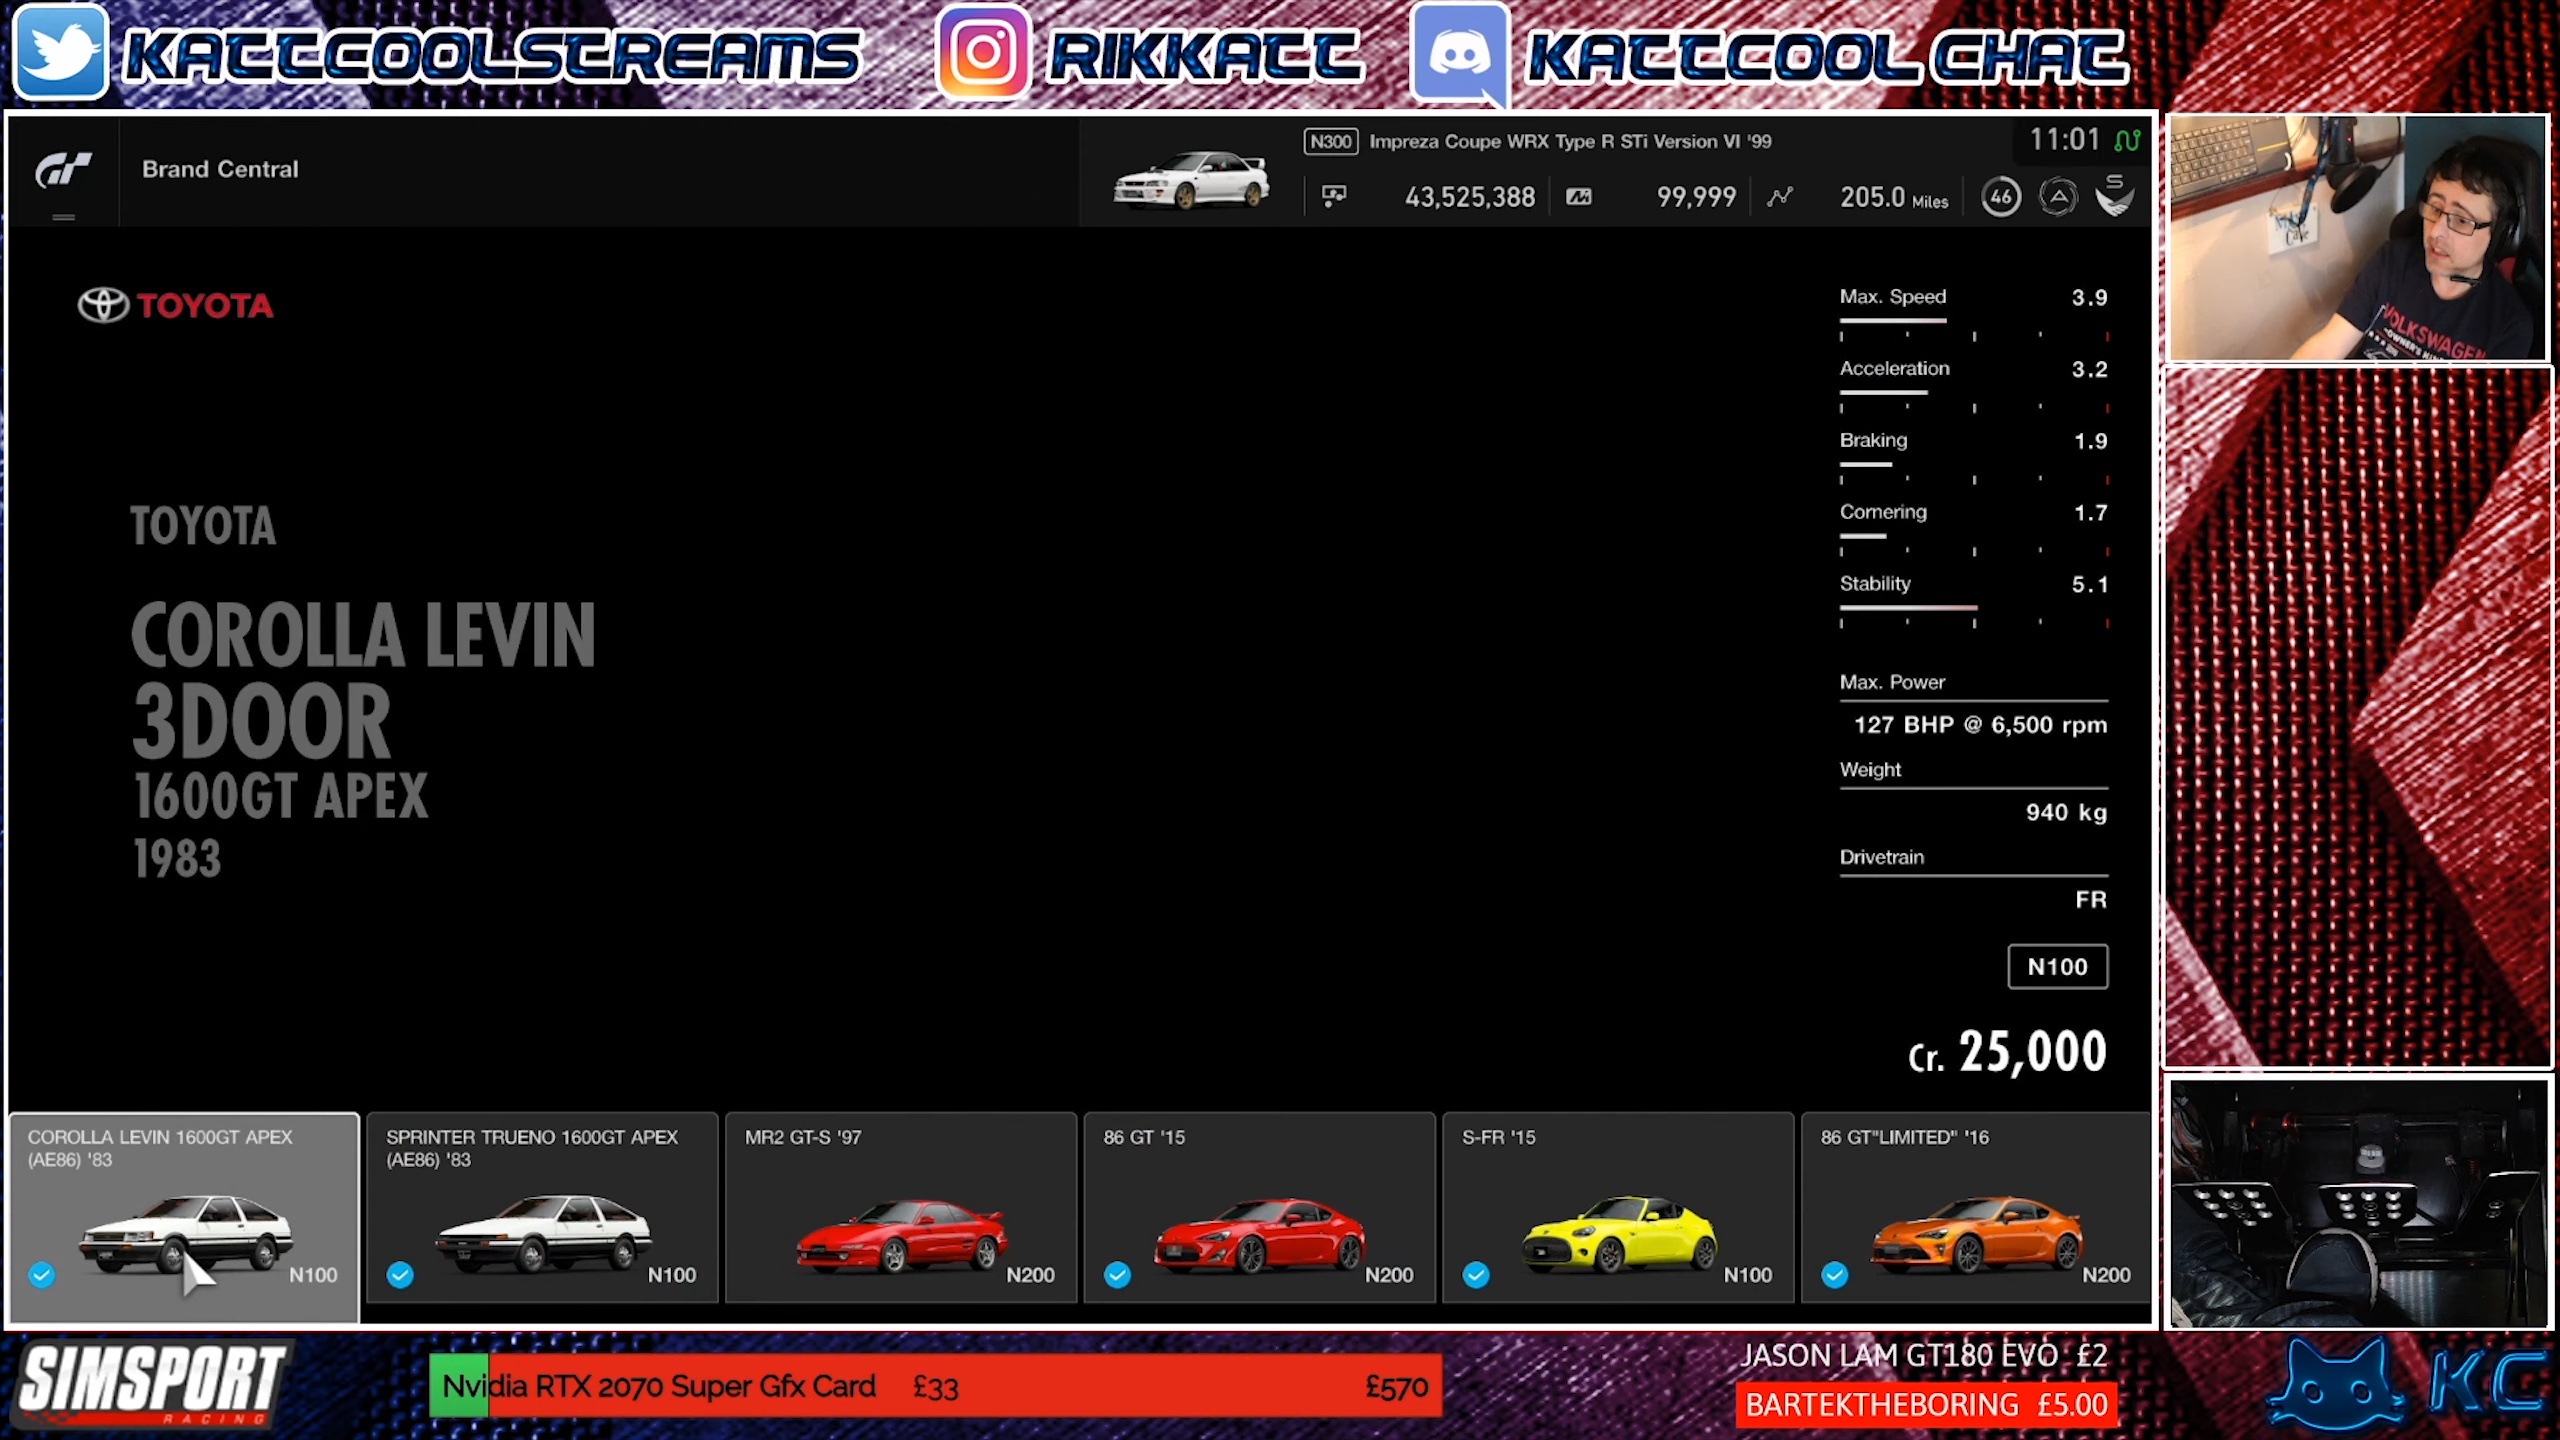 KATTCOOLSTREAMS
RIKKATT
KATTCOOL CHAT
Brand Central
N300 Impreza Coupe WRX Type R STi Version VI '99
11:01
43,525,388
99,999
205.0 Miles
46
A
S
TOYOTA
TOYOTA
COROLLA LEVIN
3DOOR
1600GT APEX
1983
Max. Speed 3.9
Acceleration 3.2
Braking 1.9
Cornering 1.7
Stability 5.1
Max. Power
127 BHP @ 6,500 rpm
Weight
940 kg
Drivetrain
FR
N100
Cr. 25,000
COROLLA LEVIN 1600GT APEX
(AE86) '83
N100
SPRINTER TRUENO 1600GT APEX
(AE86) '83
N100
MR2 GT-S '97
N200
86 GT '15
N200
S-FR '15
N100
86 GT"LIMITED" '16
N200
VOLKSWAGEN
SIMSPORT
RACING
Nvidia RTX 2070 Super Gfx Card £33 £570
JASON LAM GT180 EVO £2
BARTEKTHEBORING £5.00
KC